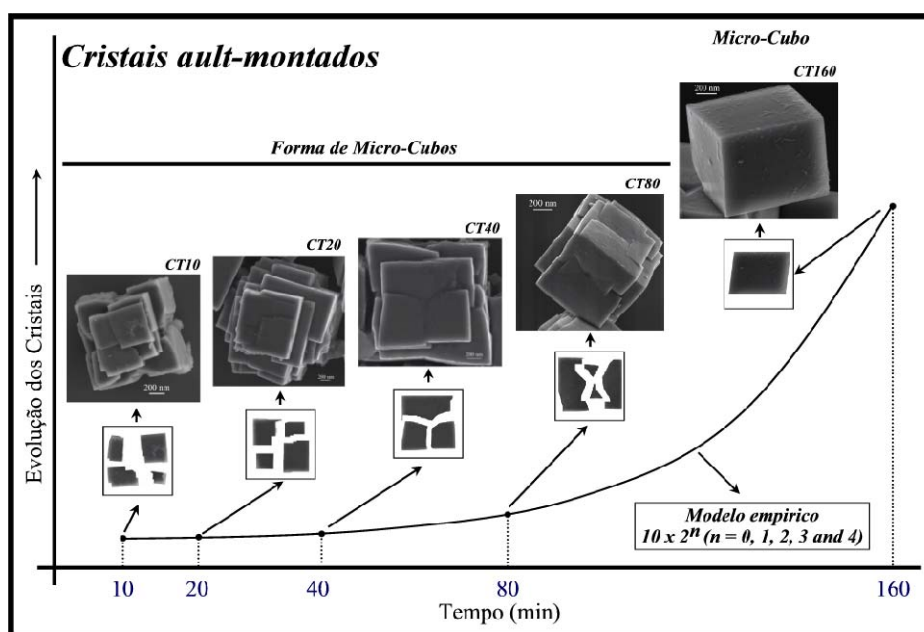 Cristais ault-montados
Micro-Cubo
CT160
203 nm
Forma de Micro-Cubos
CT80
200 nm
CT40
CT20
CT10
200 nm
200 nm
200 nm
Evolução dos Cristais
Modelo empirico
10 x 2n (n = 0, 1, 2, 3 and 4)
10
20
40
80
160
Tempo (min)